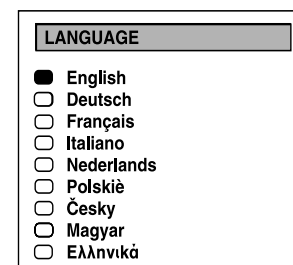 LANGUAGE
English
Deutsch
Français
Italiano
Nederlands
Polskiè
Česky
Magyar
Ελληνικά